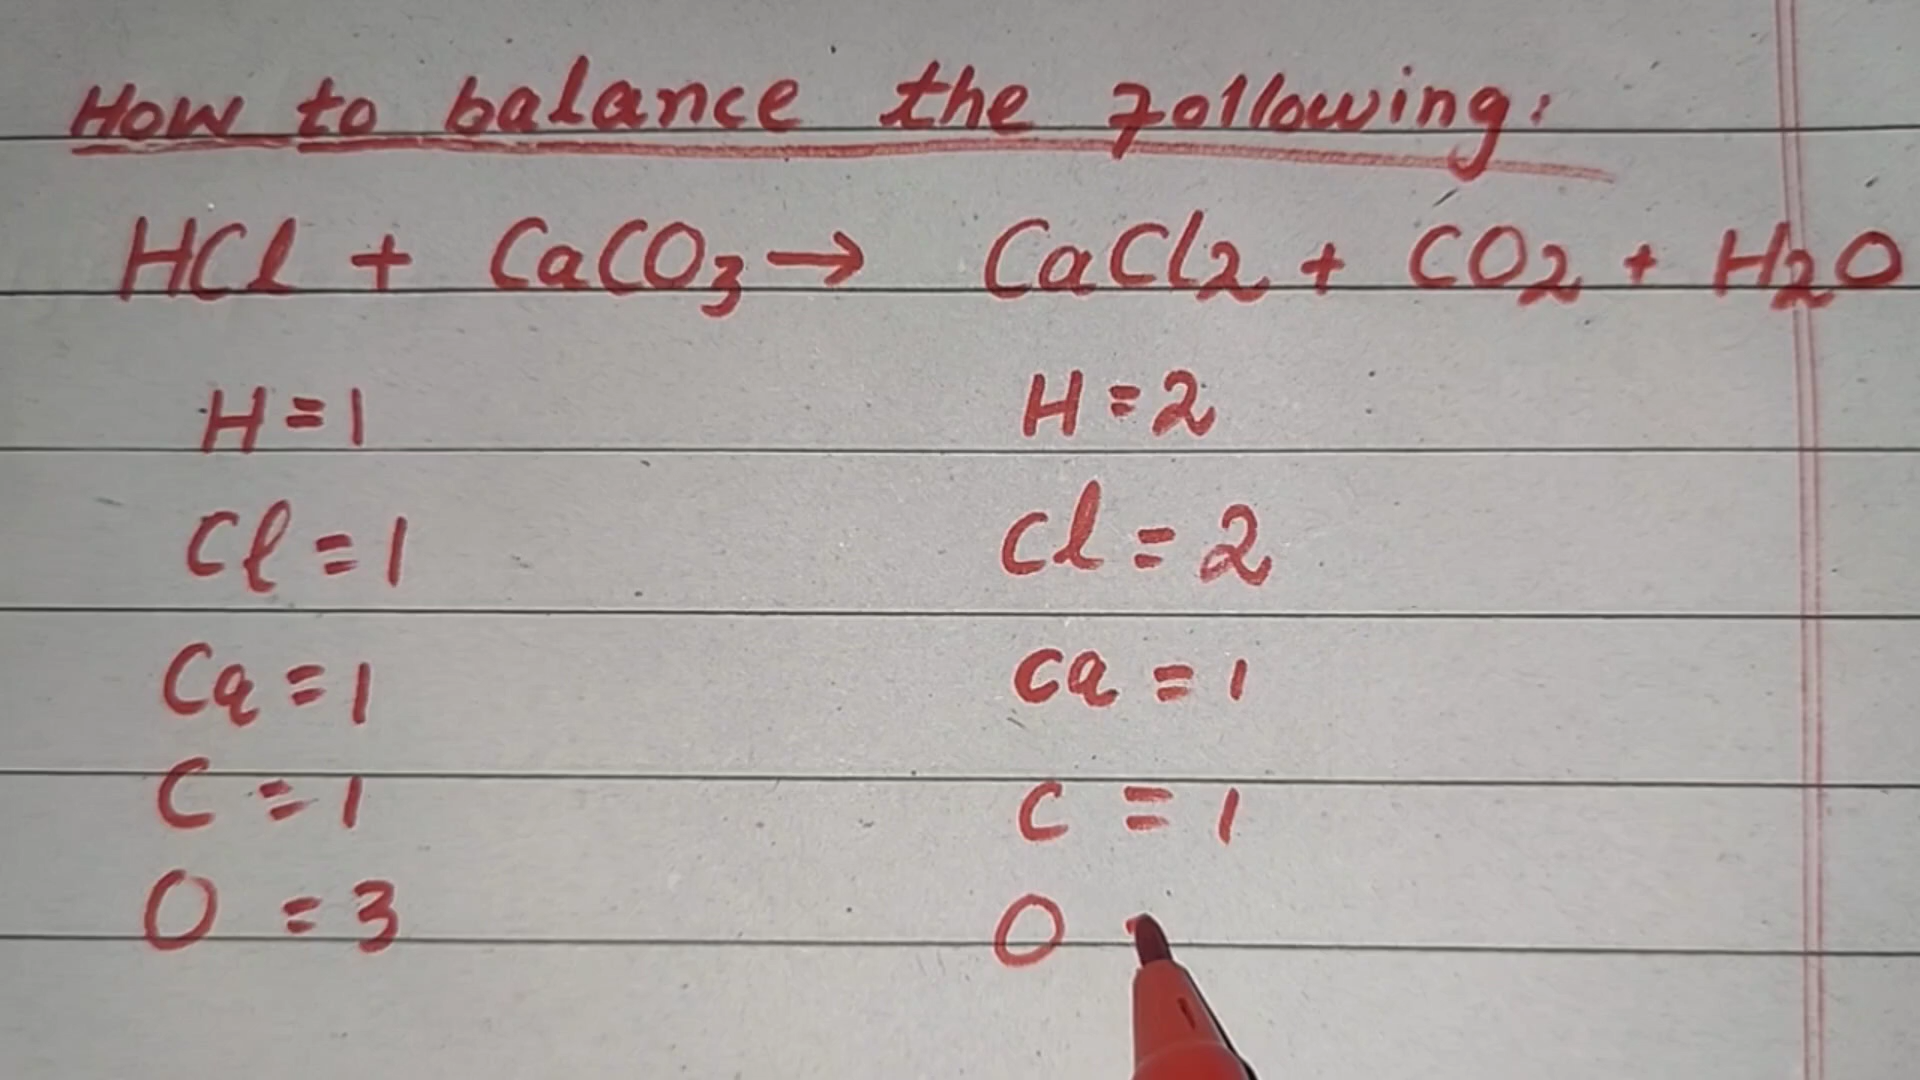 How to balance the following:
HCl + CaCO3 → CaCl2 + CO2 + H2O
H = 1 H = 2
Cl = 1 Cl = 2
Ca = 1 Ca = 1
C = 1 C = 1
O = 3 O